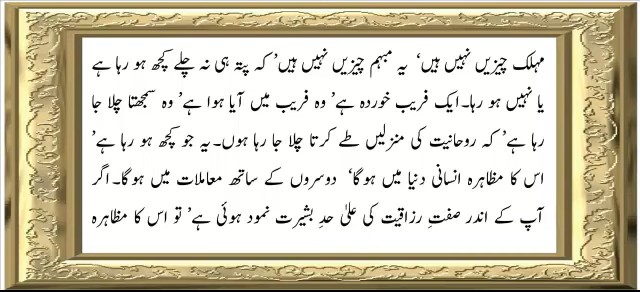 مہلک چیزیں نہیں ہیں‘ یہ مبہم چیزیں نہیں ہیں‘ کہ پتہ ہی نہ چلے کچھ ہو رہا ہے
یا نہیں ہو رہا۔ ایک فریب خوردہ ہے‘ وہ فریب میں آیا ہوا ہے‘ وہ سمجھتا چلا جا
رہا ہے‘ کہ روحانیت کی منزلیں طے کرتا چلا جا رہا ہوں۔ یہ جو کچھ ہو رہا ہے‘
اس کا مظاہرہ انسانی دنیا میں ہوگا‘ دوسروں کے ساتھ معاملات میں ہوگا۔ اگر
آپ کے اندر صفتِ رزاقیت کی علیٰ حدِ بشیرت نمود ہوئی ہے‘ تو اس کا مظاہرہ